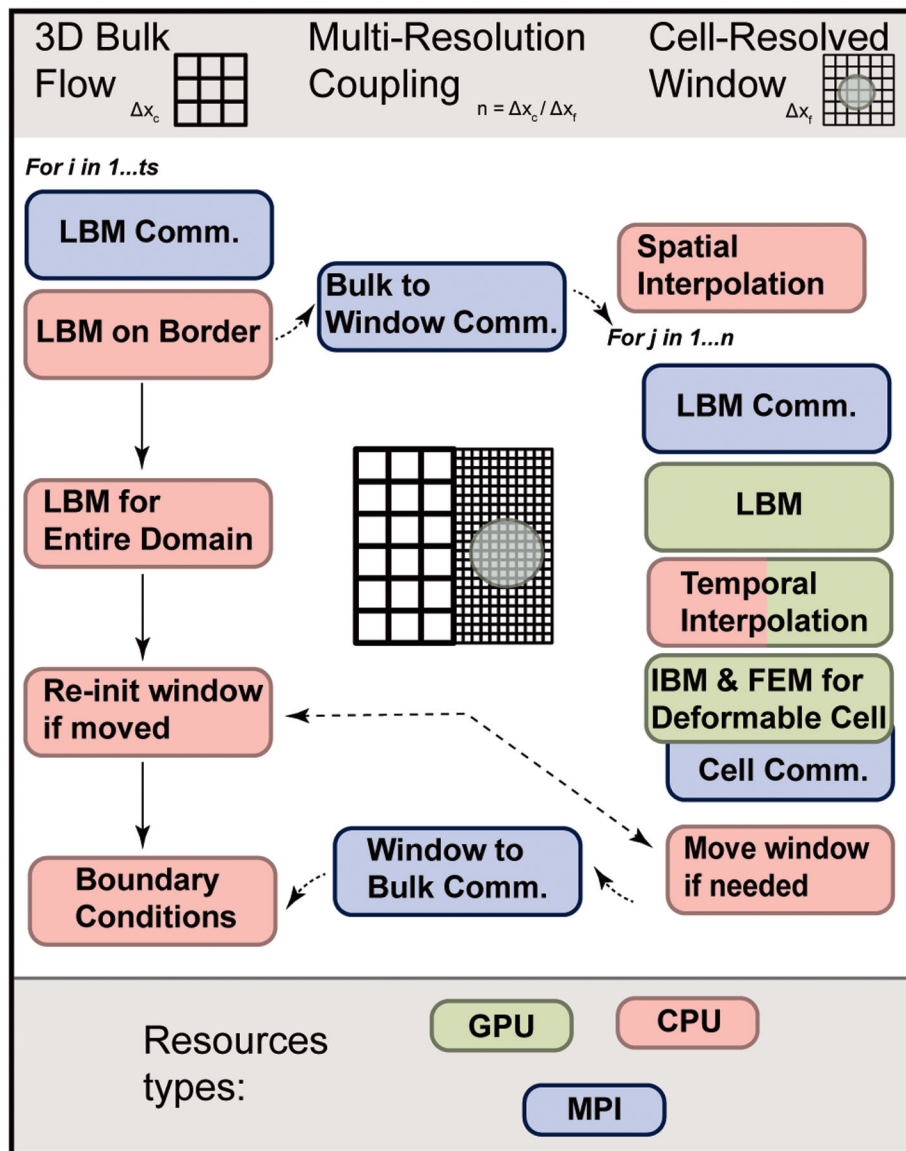 3D Bulk
Flow
Δx_c
Multi-Resolution
Coupling
n = Δx_c / Δx_f
Cell-Resolved
Window
Δx_f
For i in 1...ts
LBM Comm.
LBM on Border
Bulk to
Window Comm.
Spatial
Interpolation
For j in 1...n
LBM Comm.
LBM
LBM for
Entire Domain
Temporal
Interpolation
Re-init window
if moved
IBM & FEM for
Deformable Cell
Cell Comm.
Boundary
Conditions
Window to
Bulk Comm.
Move window
if needed
Resources
types:
GPU
CPU
MPI